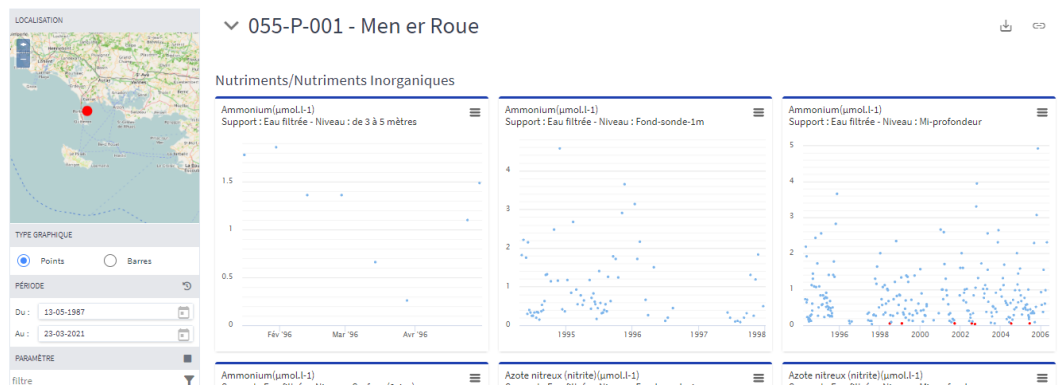 LOCALISATION
055-P-001 - Men er Roue
Nutriments/Nutriments Inorganiques
Ammonium(µmol.l-1)
Support : Eau filtrée - Niveau : de 3 à 5 mètres
1.5
1
0.5
0
Fév '96 Mar '96 Avr '96
Ammonium(µmol.l-1)
Support : Eau filtrée - Niveau : Fond-sonde-1m
4
3
2
1
0
1995 1996 1997 1998
Ammonium(µmol.l-1)
Support : Eau filtrée - Niveau : Mi-profondeur
5
4
3
2
1
0
1996 1998 2000 2002 2004 2006
TYPE GRAPHIQUE
Points Barres
PÉRIODE
Du : 13-05-1987
Au : 23-03-2021
PARAMÈTRE
filtre
Ammonium(µmol.l-1)
Azote nitreux (nitrite)(µmol.l-1)
Azote nitreux (nitrite)(µmol.l-1)